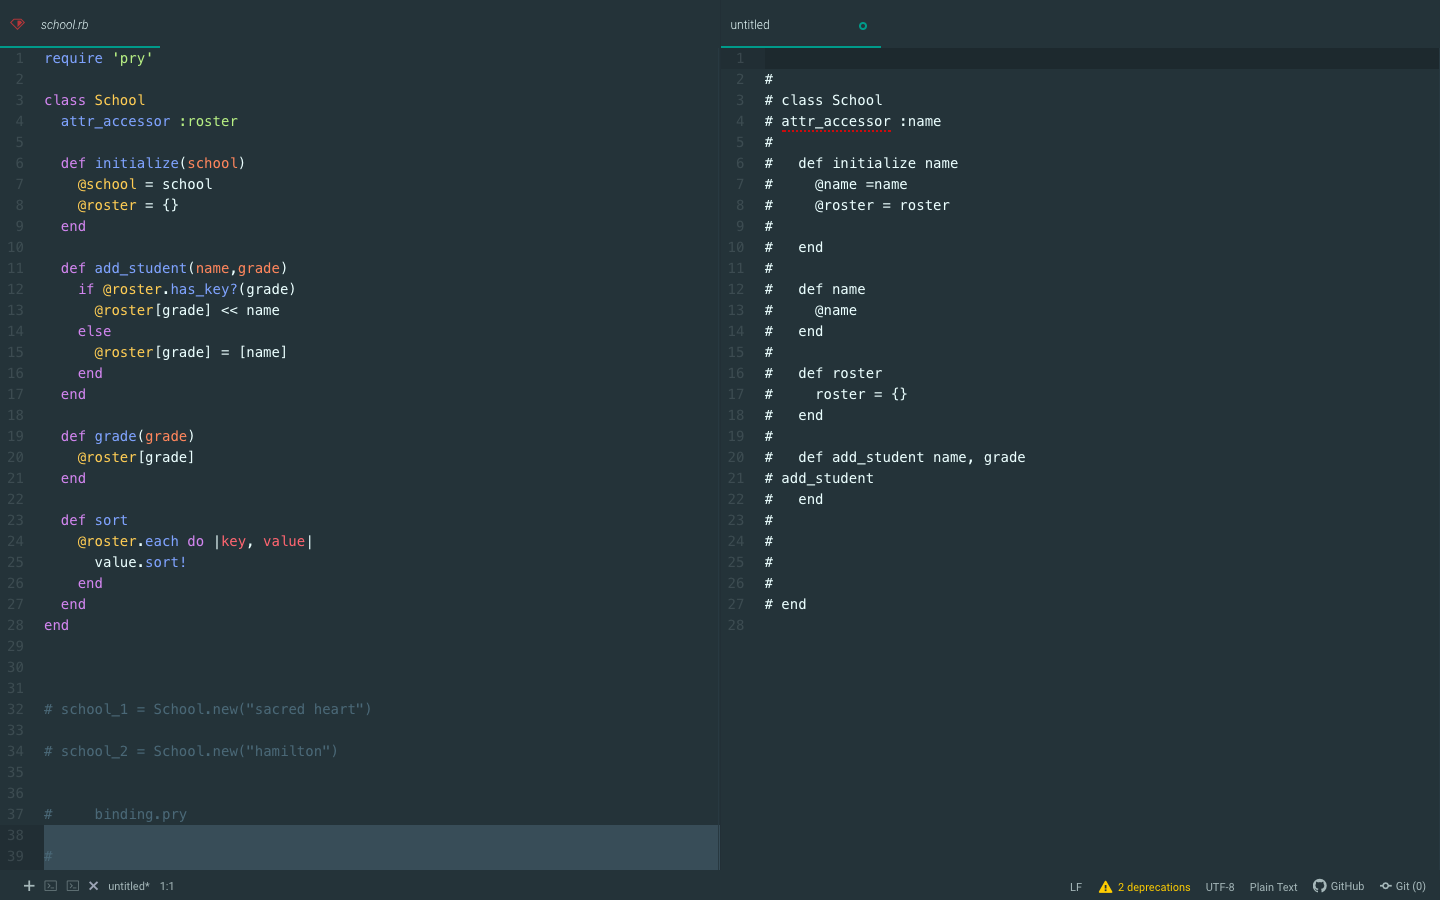 school.rb
1 require 'pry'
2
3 class School
4   attr_accessor :roster
5
6   def initialize(school)
7     @school = school
8     @roster = {}
9   end
10
11   def add_student(name,grade)
12     if @roster.has_key?(grade)
13       @roster[grade] << name
14     else
15       @roster[grade] = [name]
16     end
17   end
18
19   def grade(grade)
20     @roster[grade]
21   end
22
23   def sort
24     @roster.each do |key, value|
25       value.sort!
26     end
27   end
28 end
29
30
31
32 # school_1 = School.new("sacred heart")
33
34 # school_2 = School.new("hamilton")
35
36
37 #     binding.pry
38
39 #
untitled
1
2 #
3 # class School
4 # attr_accessor :name
5 #
6 #   def initialize name
7 #     @name =name
8 #     @roster = roster
9 #
10 #   end
11 #
12 #   def name
13 #     @name
14 #   end
15 #
16 #   def roster
17 #     roster = {}
18 #   end
19 #
20 #   def add_student name, grade
21 # add_student
22 #   end
23 #
24 #
25 #
26 #
27 # end
28
untitled* 1:1 LF 2 deprecations UTF-8 Plain Text GitHub Git (0)